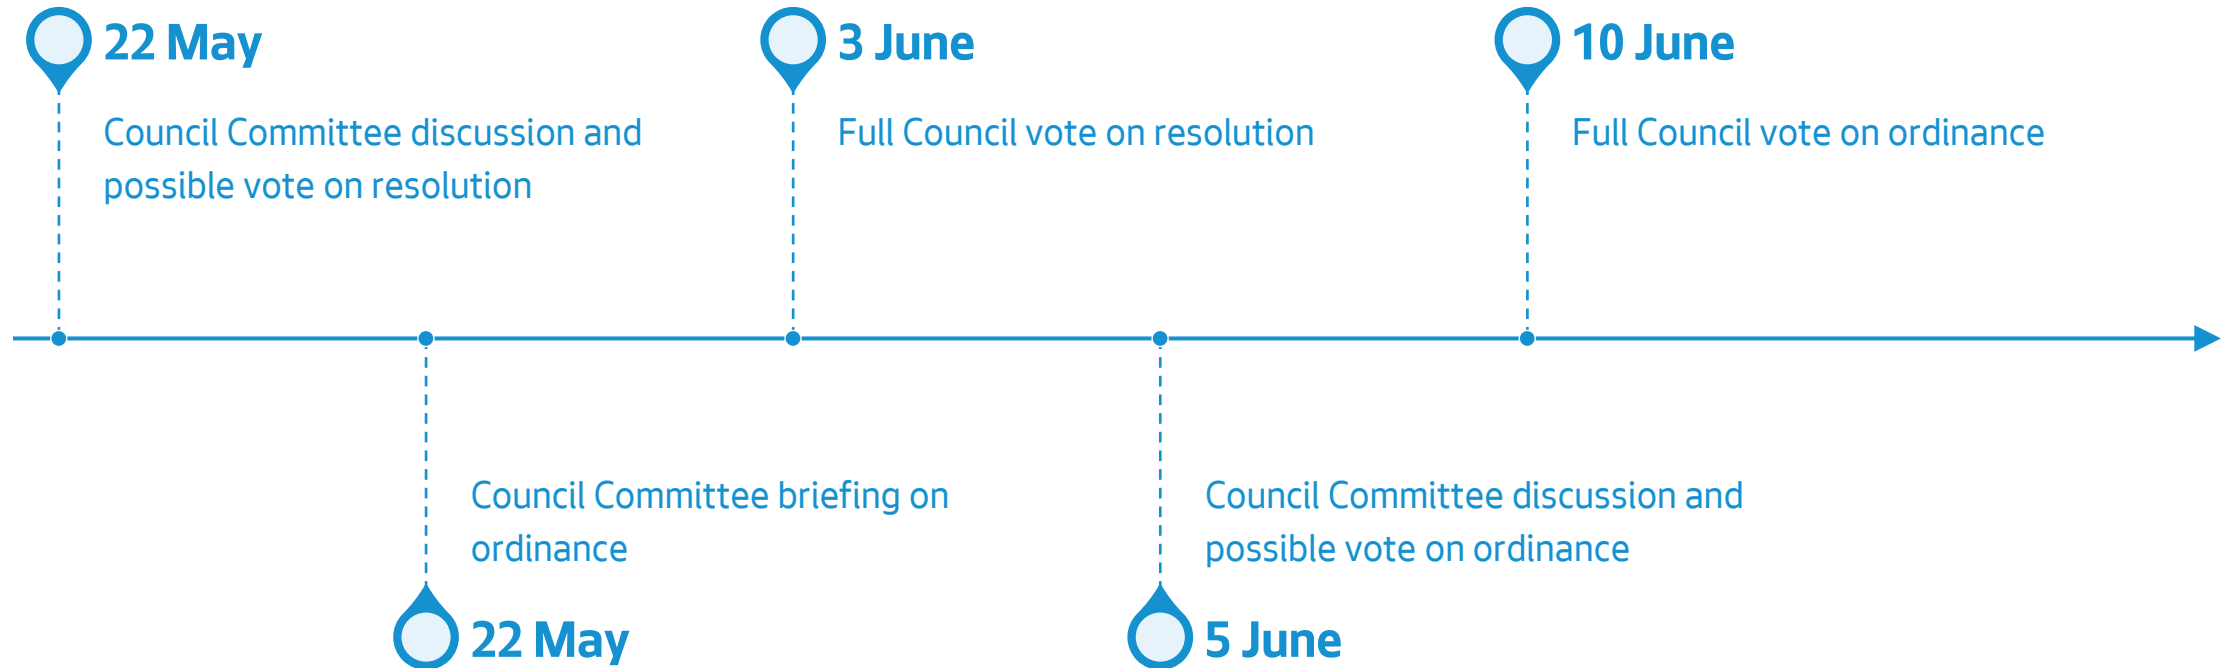 22 May
Council Committee discussion and
possible vote on resolution
3 June
Full Council vote on resolution
10 June
Full Council vote on ordinance
Council Committee briefing on
ordinance
22 May
Council Committee discussion and
possible vote on ordinance
5 June